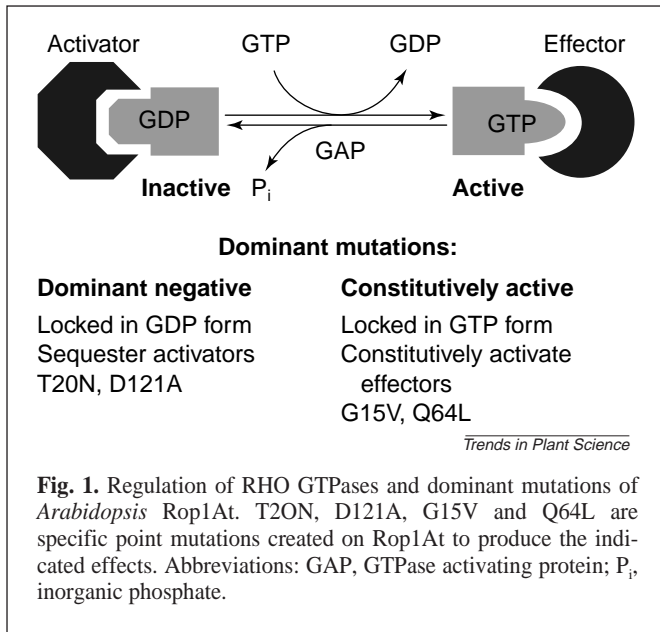 Activator GTP GDP Effector
GDP GTP
GAP
Inactive Pi Active
Dominant mutations:
Dominant negative Constitutively active
Locked in GDP form Locked in GTP form
Sequester activators Constitutively activate
T20N, D121A effectors
G15V, Q64L
Trends in Plant Science
Fig. 1. Regulation of RHO GTPases and dominant mutations of
Arabidopsis Rop1At. T2ON, D121A, G15V and Q64L are
specific point mutations created on Rop1At to produce the indi-
cated effects. Abbreviations: GAP, GTPase activating protein; Pi,
inorganic phosphate.